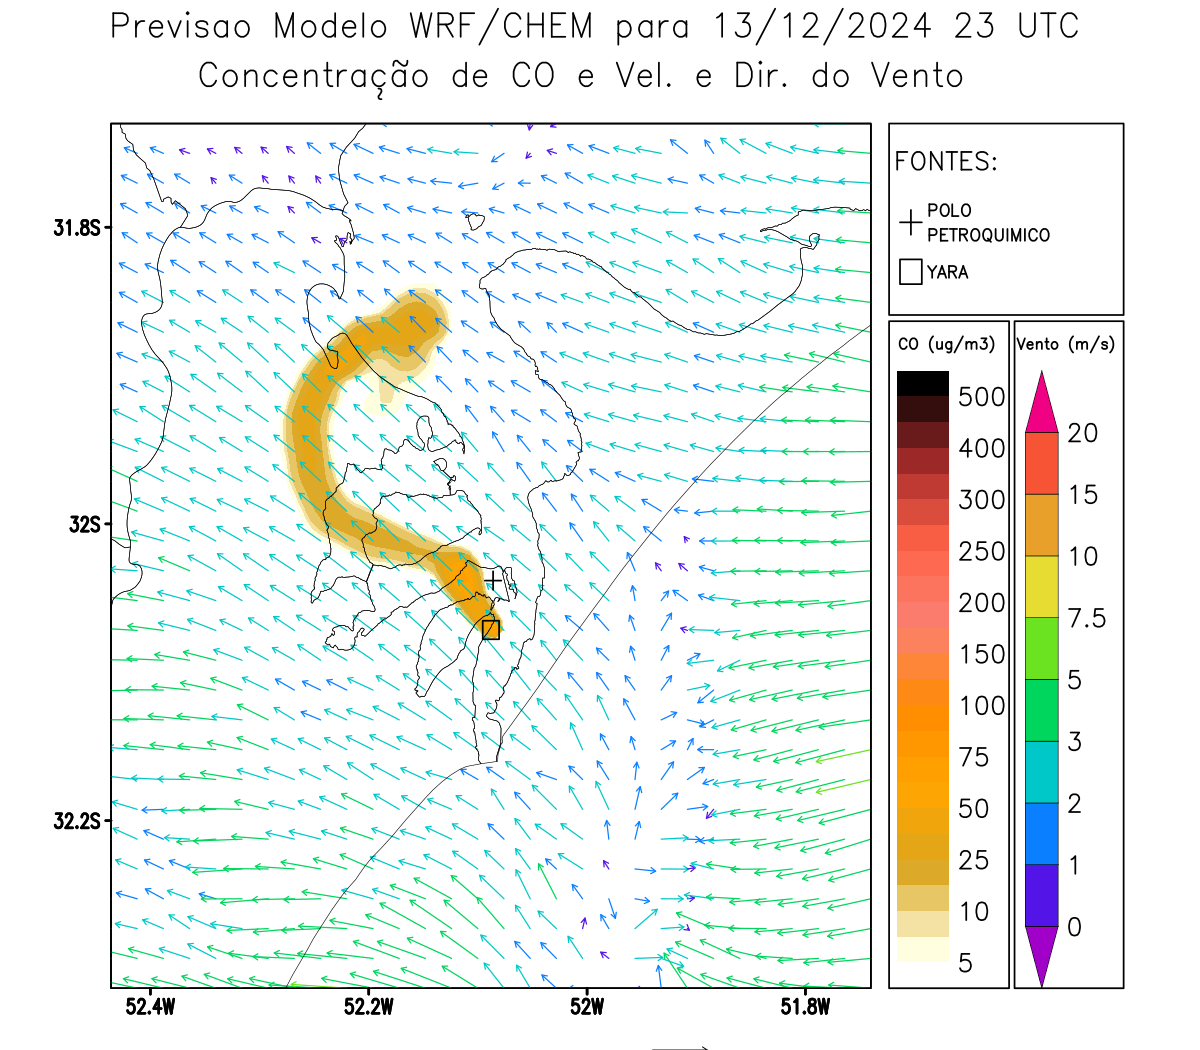 Previsao Modelo WRF/CHEM para 13/12/2024 23 UTC
Concentração de CO e Vel. e Dir. do Vento
FONTES:
POLO
PETROQUIMICO
YARA
CO (ug/m3)
500
400
300
250
200
150
100
75
50
25
10
5
Vento (m/s)
20
15
10
7.5
5
3
2
1
0
31.8S
32S
32.2S
52.4W
52.2W
52W
51.8W